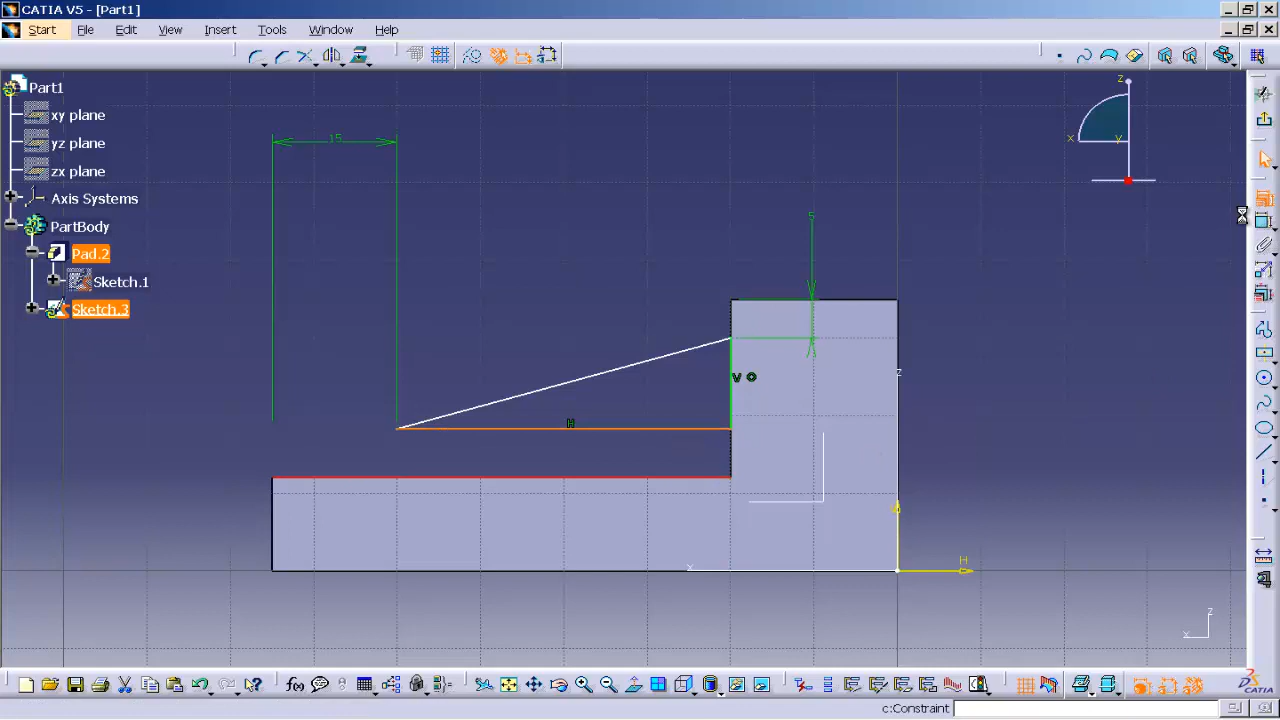 CATIA V5 - [Part1]
Start File Edit View Insert Tools Window Help
Part1
xy plane
yz plane
zx plane
Axis Systems
PartBody
Pad.2
Sketch.1
Sketch.3
15
5
H
V
z
x
H
z
x
y
z
x
f(x)
c:Constraint
CATIA